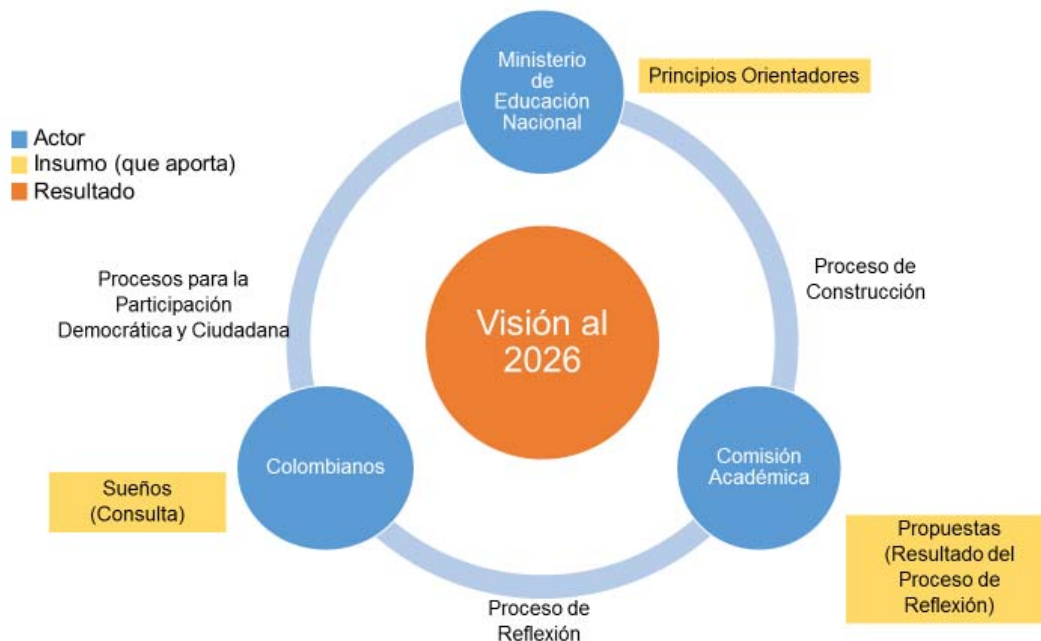 Ministerio
de
Educación
Nacional
Principios Orientadores
Actor
Insumo (que aporta)
Resultado
Procesos para la
Participación
Democrática y Ciudadana
Proceso de
Construcción
Visión al
2026
Colombianos
Comisión
Académica
Sueños
(Consulta)
Propuestas
(Resultado del
Proceso de
Reflexión)
Proceso de
Reflexión